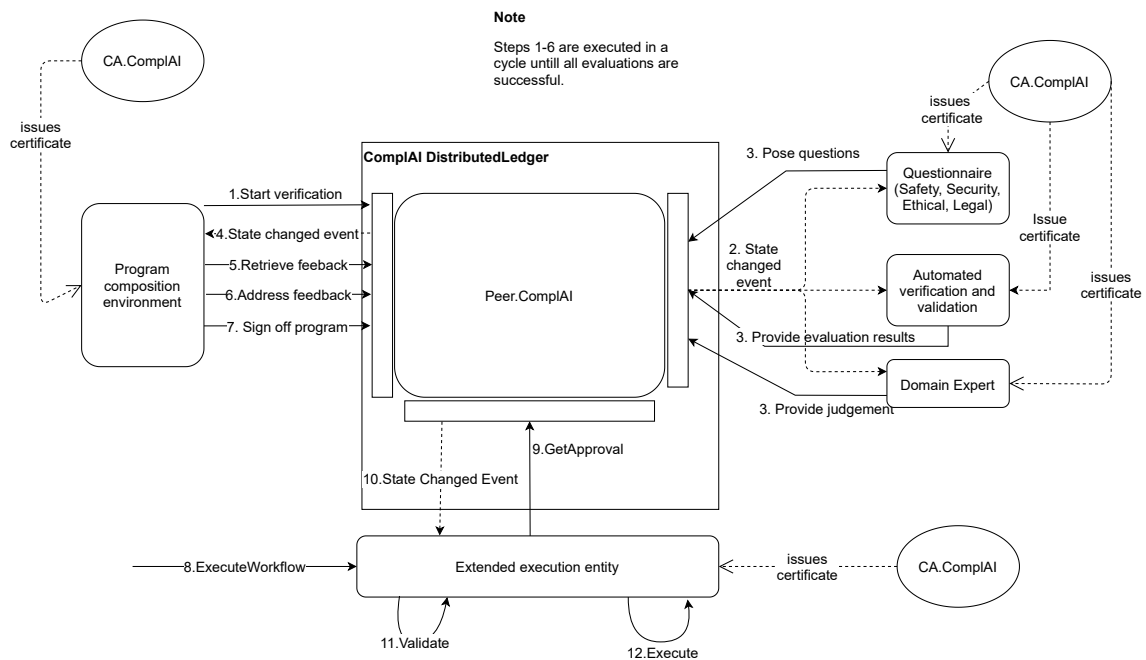 Note
Steps 1-6 are executed in a
cycle untill all evaluations are
successful.
CA.ComplAI
issues
certificate
CA.ComplAI
issues
certificate
Issue
certificate
issues
certificate
ComplAI DistributedLedger
Peer.ComplAI
Program
composition
environment
1.Start verification
4.State changed event
5.Retrieve feeback
6.Address feedback
7. Sign off program
3. Pose questions
Questionnaire
(Safety, Security,
Ethical, Legal)
2. State
changed
event
Automated
verification and
validation
3. Provide evaluation results
Domain Expert
3. Provide judgement
9.GetApproval
10.State Changed Event
8.ExecuteWorkflow
Extended execution entity
issues
certificate
CA.ComplAI
11.Validate
12.Execute